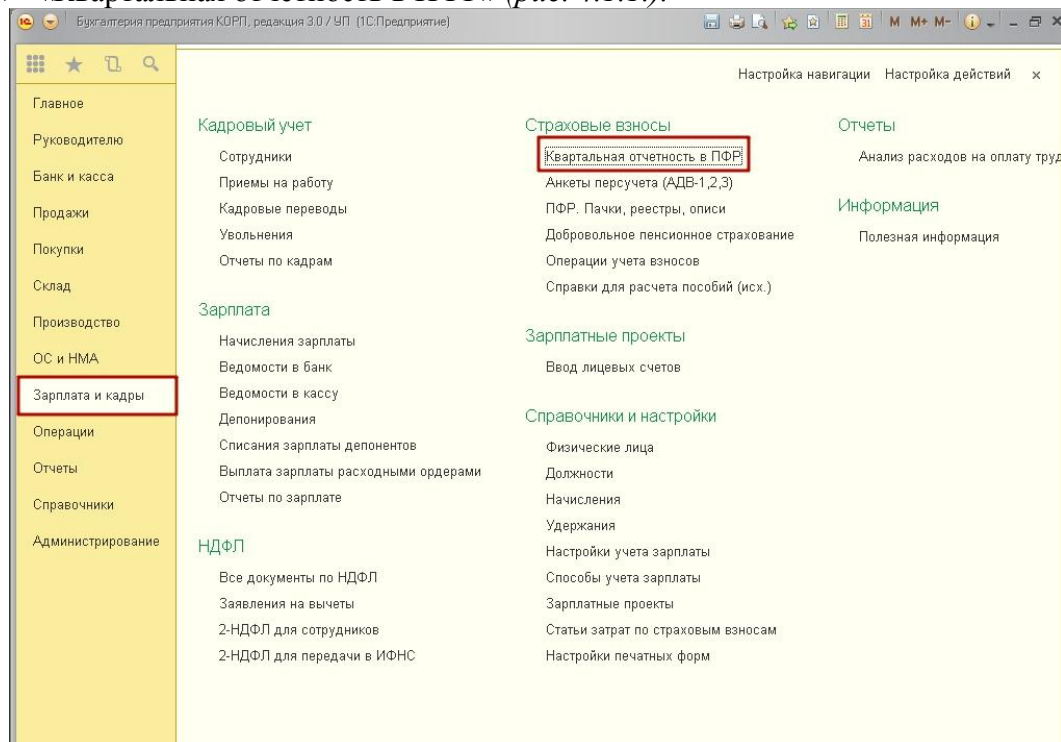 «Квартальная отчетность в ПФР» (рис. 4.1.1.).
Бухгалтерия предприятия КОРП, редакция 3.0 / УП (1С:Предприятие)
M M+ M-
Настройка навигации Настройка действий
Главное
Руководителю
Банк и касса
Продажи
Покупки
Склад
Производство
ОС и НМА
Зарплата и кадры
Операции
Отчеты
Справочники
Администрирование
Кадровый учет
Сотрудники
Приемы на работу
Кадровые переводы
Увольнения
Отчеты по кадрам
Зарплата
Начисления зарплаты
Ведомости в банк
Ведомости в кассу
Депонирования
Списания зарплаты депонентов
Выплата зарплаты расходными ордерами
Отчеты по зарплате
НДФЛ
Все документы по НДФЛ
Заявления на вычеты
2-НДФЛ для сотрудников
2-НДФЛ для передачи в ИФНС
Страховые взносы
Квартальная отчетность в ПФР
Анкеты персучета (АДВ-1,2,3)
ПФР. Пачки, реестры, описи
Добровольное пенсионное страхование
Операции учета взносов
Справки для расчета пособий (исх.)
Зарплатные проекты
Ввод лицевых счетов
Справочники и настройки
Физические лица
Должности
Начисления
Удержания
Настройки учета зарплаты
Способы учета зарплаты
Зарплатные проекты
Статьи затрат по страховым взносам
Настройки печатных форм
Отчеты
Анализ расходов на оплату труд
Информация
Полезная информация